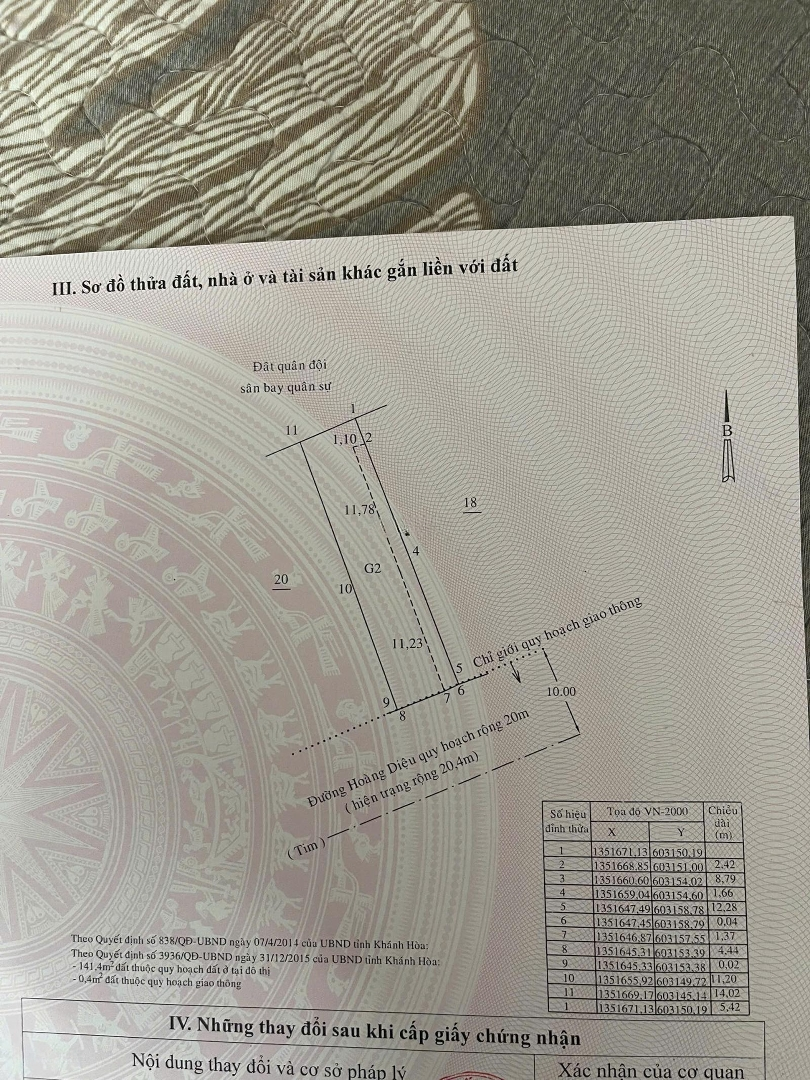 III. Sơ đồ thửa đất, nhà ở và tài sản khác gắn liền với đất
Đất quân đội
sân bay quân sự
1
11
1,10
2
B
11,78
18
4
G2
20
10
11,23
5
Chỉ giới quy hoạch giao thông
9
8
7
6
10.00
Đường Hoàng Diệu quy hoạch rộng 20m
( hiện trạng rộng 20,4m)
( Tim )
Số hiệu đỉnh thửa Tọa độ VN-2000 Chiều dài (m)
X Y
1 1351671,13 603150,19
2 1351668,85 603151,00 2,42
3 1351660,60 603154,02 8,79
4 1351659,04 603154,60 1,66
5 1351647,49 603158,78 12,28
6 1351647,45 603158,79 0,04
7 1351646,87 603157,55 1,37
8 1351645,31 603153,39 4,44
9 1351645,33 603153,38 0,02
10 1351655,92 603149,72 11,20
11 1351669,17 603145,14 14,02
1 1351671,13 603150,19 5,42
Theo Quyết định số 838/QĐ-UBND ngày 07/4/2014 của UBND tỉnh Khánh Hòa;
Theo Quyết định số 3936/QĐ-UBND ngày 31/12/2015 của UBND tỉnh Khánh Hòa:
- 141,4m² đất thuộc quy hoạch đất ở tại đô thị
- 0,4m² đất thuộc quy hoạch giao thông
IV. Những thay đổi sau khi cấp giấy chứng nhận
Nội dung thay đổi và cơ sở pháp lý
Xác nhận của cơ quan